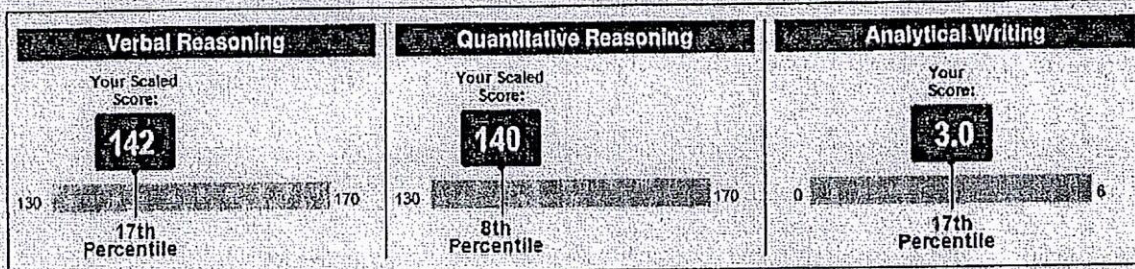 Verbal Reasoning
Your Scaled
Score:
142
130
170
17th
Percentile
Quantitative Reasoning
Your Scaled
Score:
140
130
170
8th
Percentile
Analytical Writing
Your
Score:
3.0
0
6
17th
Percentile